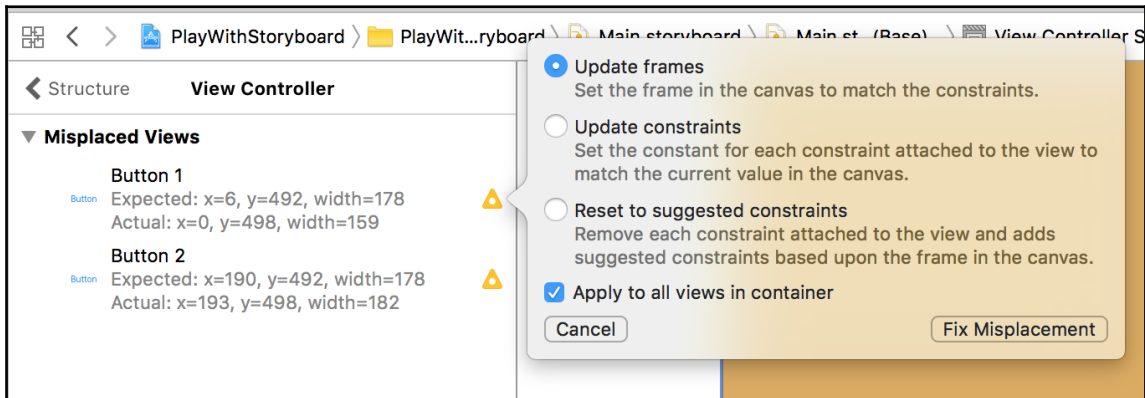 PlayWithStoryboard PlayWit...ryboard Main.storyboard Main.st...(Base) View Controller S
Structure View Controller
Misplaced Views
Button 1
Button Expected: x=6, y=492, width=178
Actual: x=0, y=498, width=159
Button 2
Button Expected: x=190, y=492, width=178
Actual: x=193, y=498, width=182
Update frames
Set the frame in the canvas to match the constraints.
Update constraints
Set the constant for each constraint attached to the view to
match the current value in the canvas.
Reset to suggested constraints
Remove each constraint attached to the view and adds
suggested constraints based upon the frame in the canvas.
Apply to all views in container
Cancel Fix Misplacement